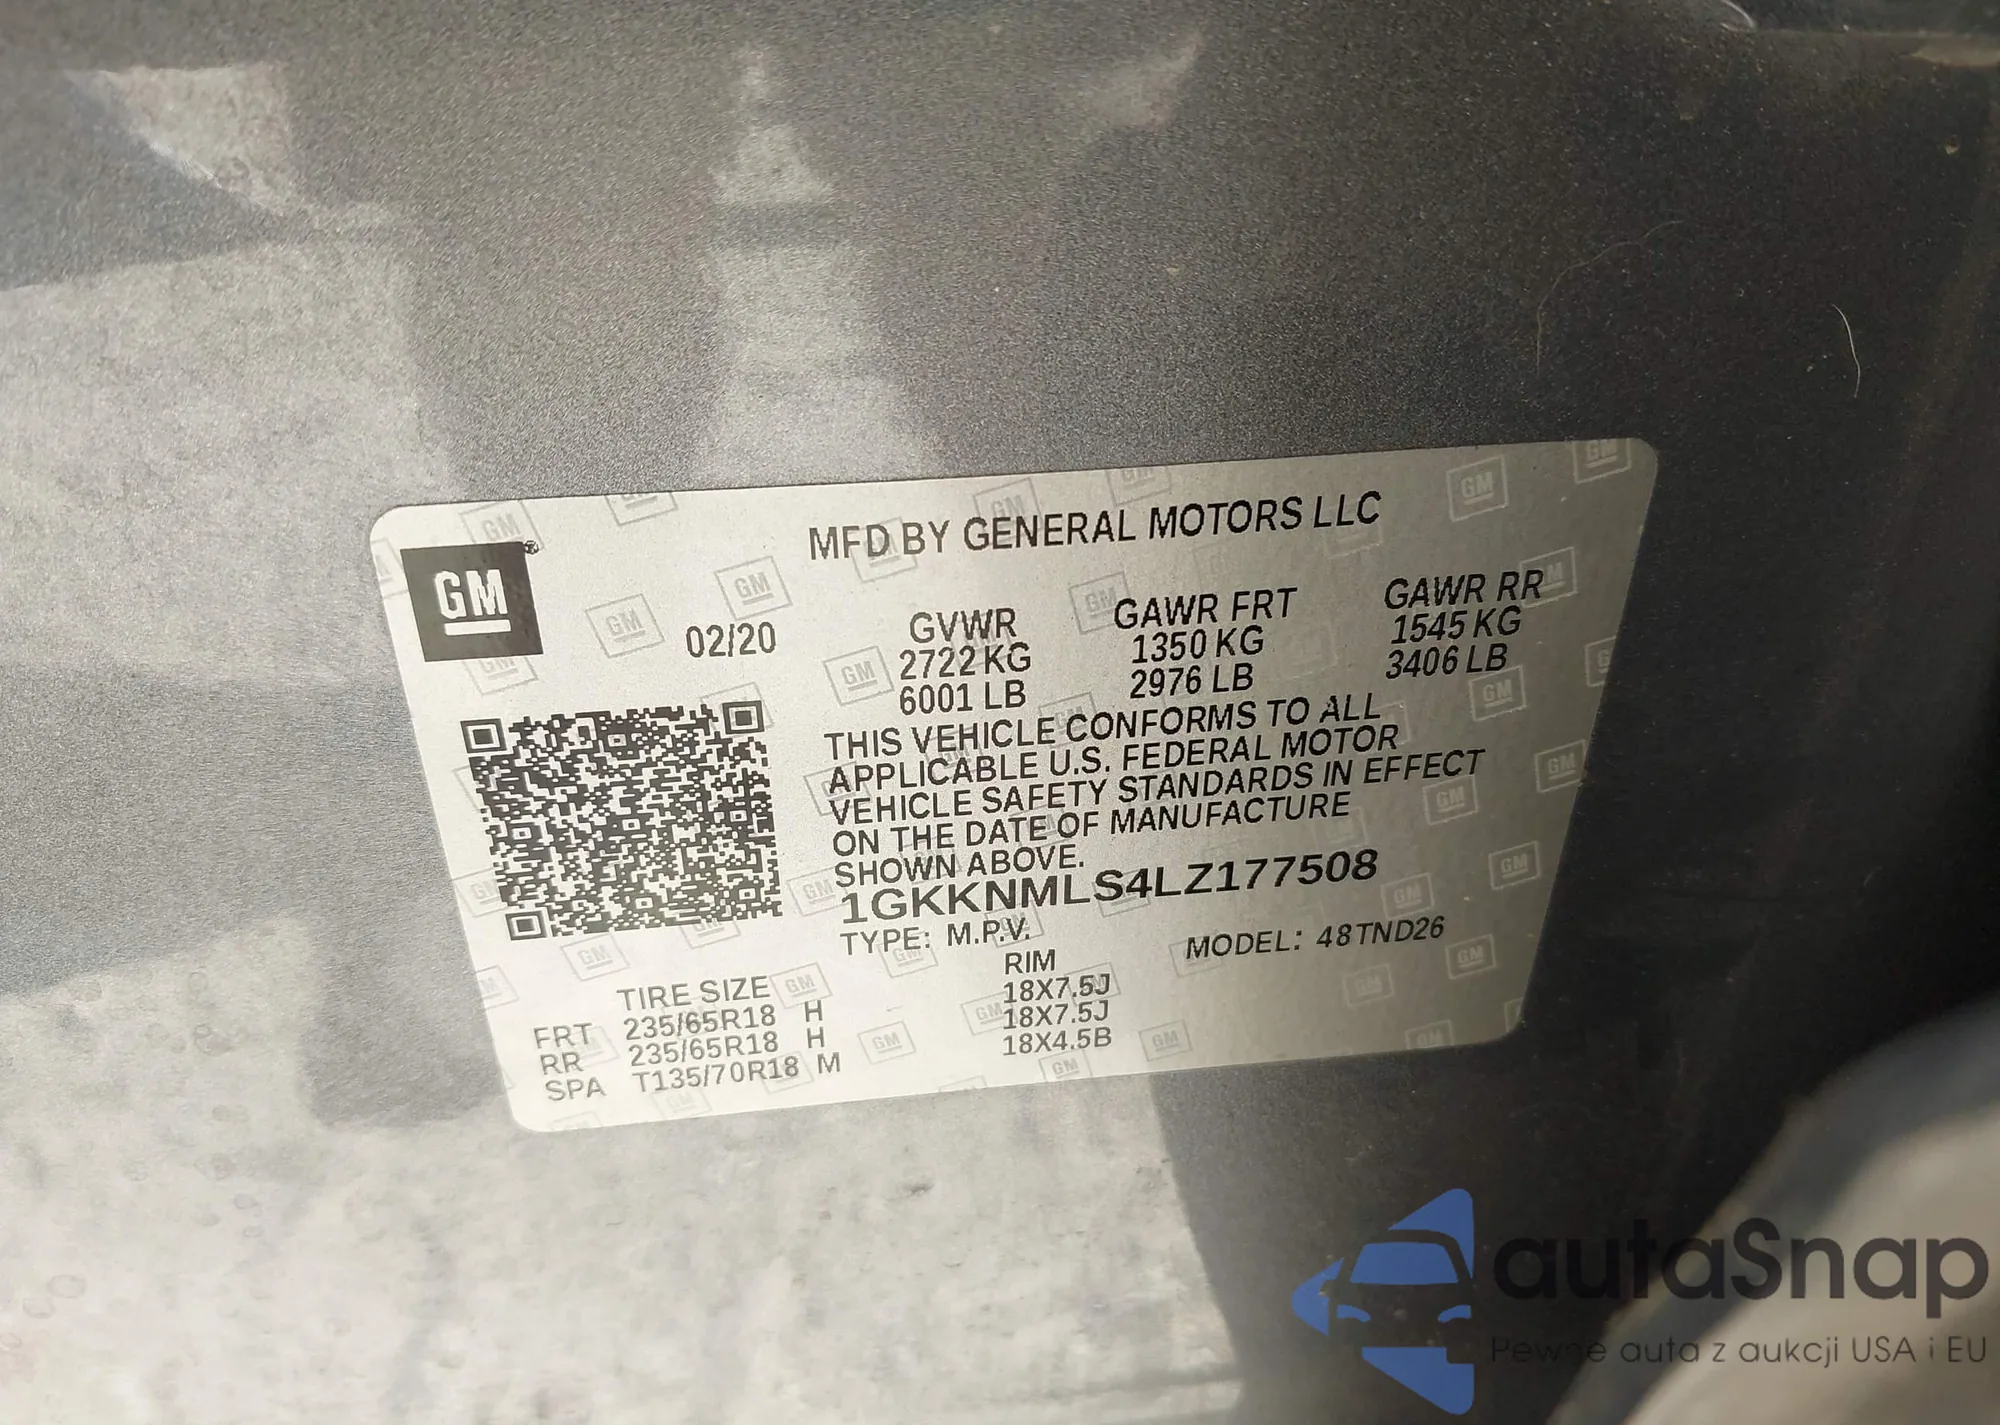 GM
MFD BY GENERAL MOTORS LLC
02/20
GVWR
2722 KG
6001 LB
GAWR FRT
1350 KG
2976 LB
GAWR RR
1545 KG
3406 LB
THIS VEHICLE CONFORMS TO ALL
APPLICABLE U.S. FEDERAL MOTOR
VEHICLE SAFETY STANDARDS IN EFFECT
ON THE DATE OF MANUFACTURE
SHOWN ABOVE.
1GKKNMLS4LZ177508
TYPE: M.P.V.
MODEL: 48TND26
TIRE SIZE RIM
FRT 235/65R18 H 18X7.5J
RR 235/65R18 H 18X7.5J
SPA T135/70R18 M 18X4.5B
autaSnap
Pewne auta z aukcji USA i EU